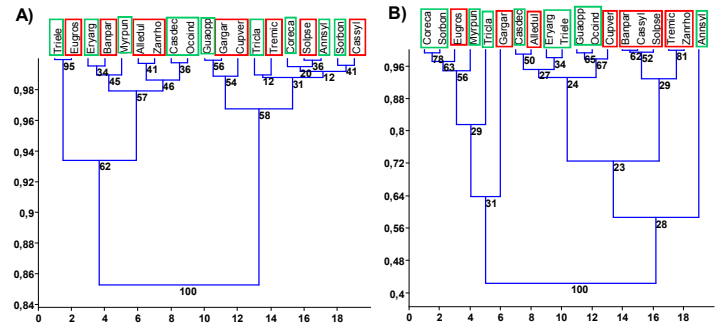 A)
Triele Eugros Eryarg Banpar Myrpun Alledul Zanrho Casdec Ocoind Guaopp Gargar Cupver Tricla Tremic Coreca Solpse Annsyl Sorbon Cassyl
95 34 45 41 36 46 57 62 56 54 12 36 20 41 12 31 58 100
0,98
0,96
0,94
0,92
0,9
0,88
0,86
0,84
0 2 4 6 8 10 12 14 16 18
B)
Coreca Sorbon Eugros Myrpun Tricla Gargar Casdec Alledul Eryarg Triele Guaopp Ocoind Cupver Banpar Cassyl Solpse Tremic Zanrho Annsyl
78 63 56 29 31 50 34 27 65 67 24 62 52 81 29 23 28 100
0,96
0,88
0,8
0,72
0,64
0,56
0,48
0,4
0 2 4 6 8 10 12 14 16 18